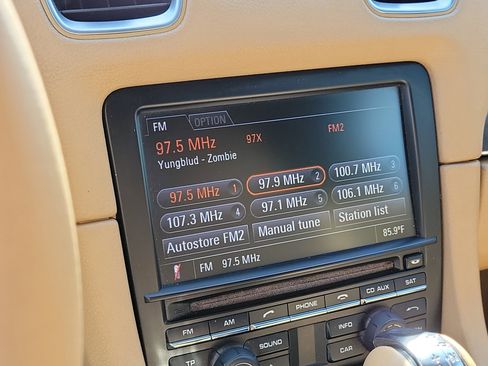 FM OPTION
97.5 MHz 97X FM2
Yungblud - Zombie
97.5 MHz 1 97.9 MHz 2 100.7 MHz 3
107.3 MHz 4 97.1 MHz 5 106.1 MHz 6
Autostore FM2 Manual tune Station list
FM 97.5 MHz 85.9°F
FM AM PHONE CD AUX SAT
TP SOUND INFO
CAR